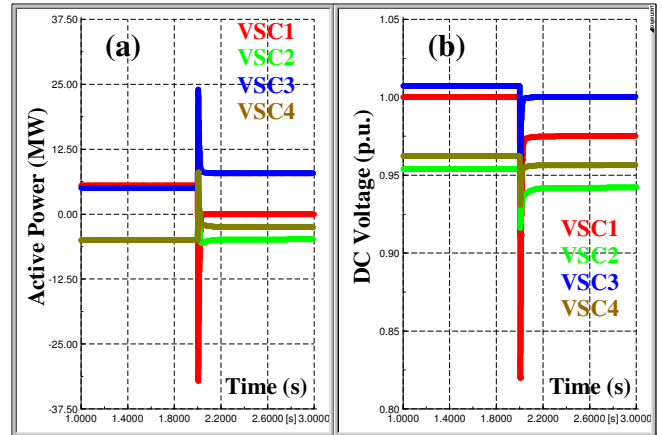 37.50
25.00
12.50
0.00
-12.50
-25.00
-37.50
Active Power (MW)
(a)
VSC1
VSC2
VSC3
VSC4
Time (s)
1.0000 1.4000 1.8000 2.2000 2.6000 [s] 3.0000
1.00
0.95
0.90
0.85
0.80
DC Voltage (p.u.)
(b)
VSC1
VSC2
VSC3
VSC4
Time (s)
1.0000 1.4000 1.8000 2.2000 2.6000 [s] 3.0000